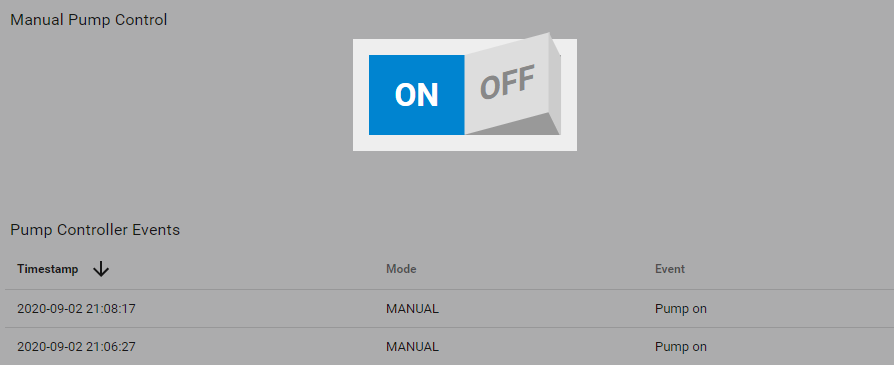 Manual Pump Control
ON OFF
Pump Controller Events
Timestamp Mode Event
2020-09-02 21:08:17 MANUAL Pump on
2020-09-02 21:06:27 MANUAL Pump on